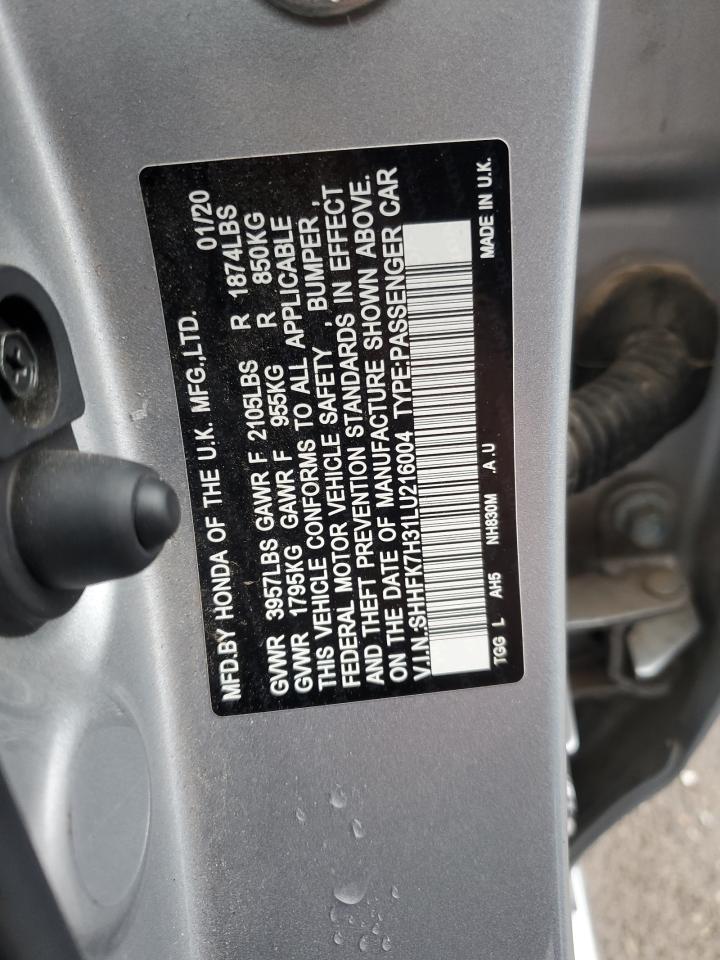 MFD.BY HONDA OF THE U.K. MFG.,LTD. 01/20
GVWR 3957LBS GAWR F 2105LBS R 1874LBS
GVWR 1795KG GAWR F 955KG R 850KG
THIS VEHICLE CONFORMS TO ALL APPLICABLE
FEDERAL MOTOR VEHICLE SAFETY , BUMPER ,
AND THEFT PREVENTION STANDARDS IN EFFECT
ON THE DATE OF MANUFACTURE SHOWN ABOVE.
V.I.N.:SHHFK7H31LU216004 TYPE:PASSENGER CAR
TGG L AH5 NH830M .A .U MADE IN U.K.